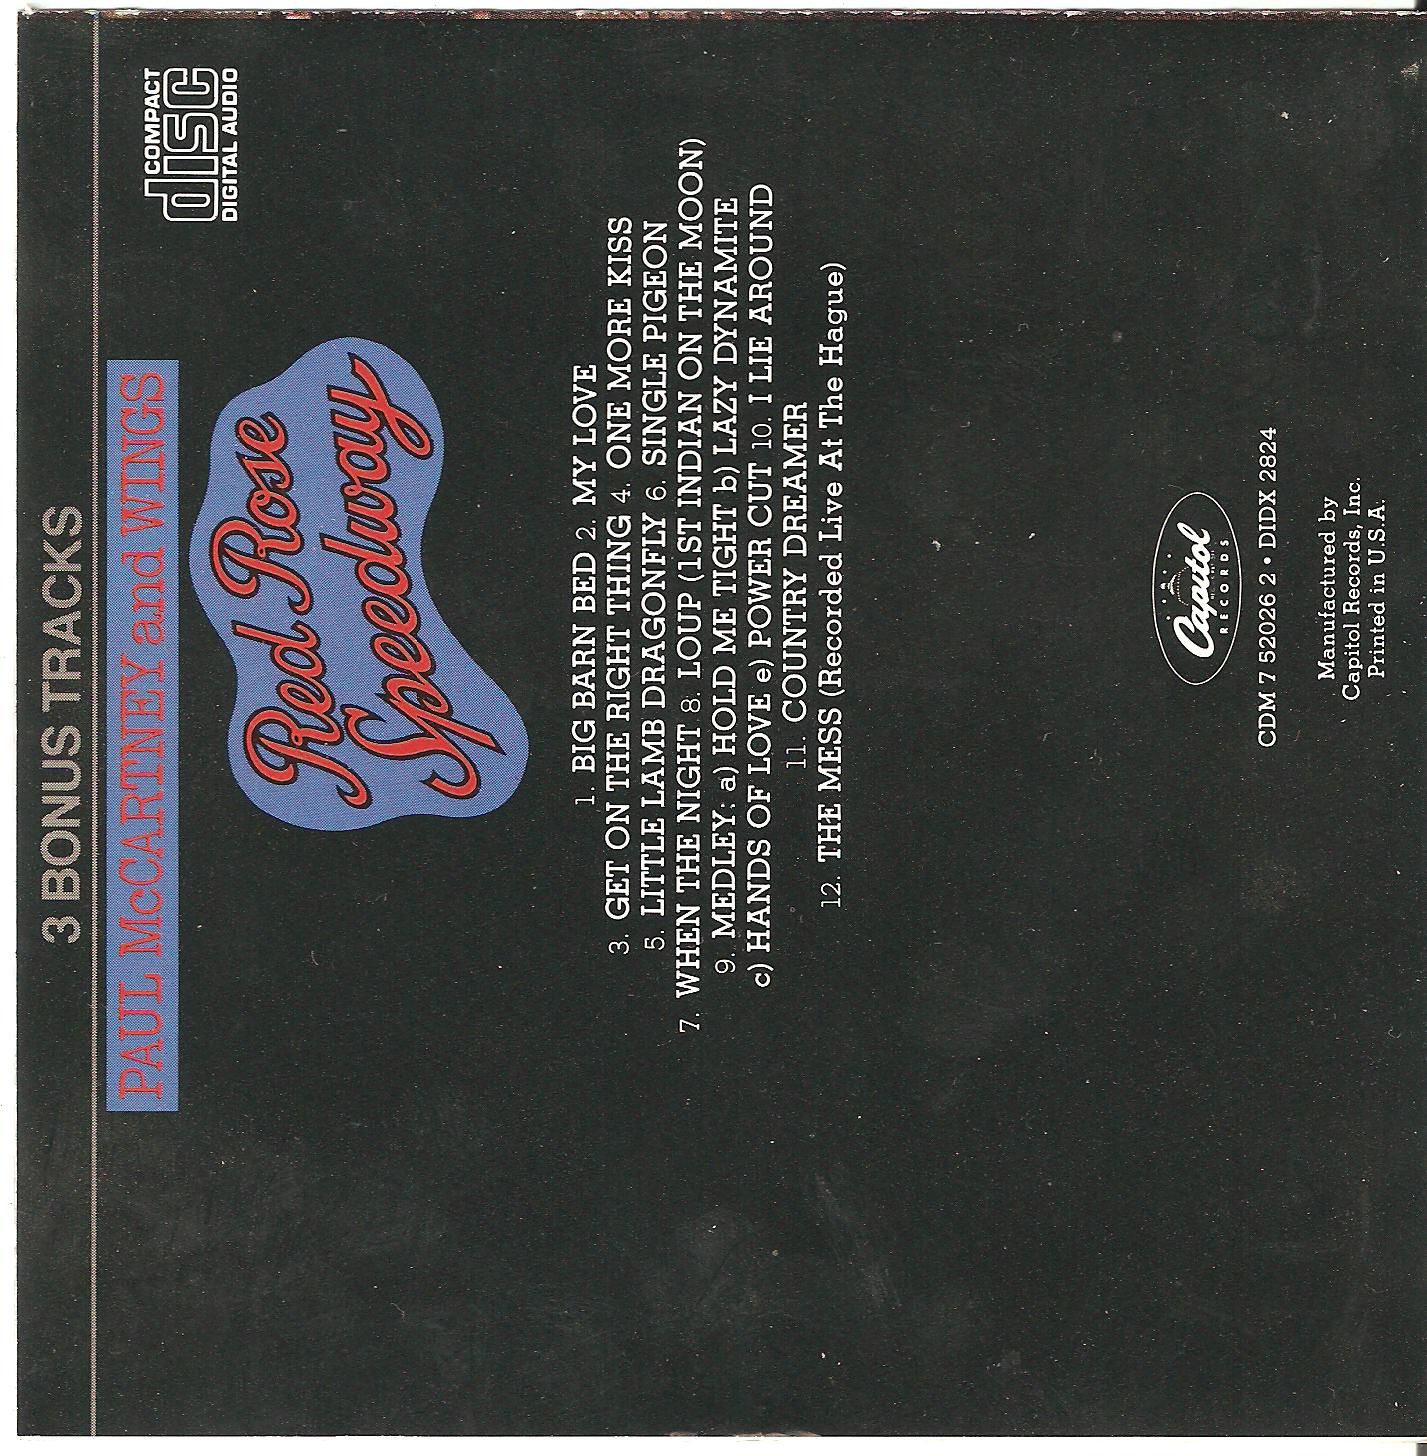 3 BONUS TRACKS
PAUL McCARTNEY and WINGS
COMPACT
disc
DIGITAL AUDIO
Red Rose
Speedway
1. BIG BARN BED 2. MY LOVE
3. GET ON THE RIGHT THING 4. ONE MORE KISS
5. LITTLE LAMB DRAGONFLY 6. SINGLE PIGEON
7. WHEN THE NIGHT 8. LOUP (1ST INDIAN ON THE MOON)
9. MEDLEY: a) HOLD ME TIGHT b) LAZY DYNAMITE
c) HANDS OF LOVE e) POWER CUT 10. I LIE AROUND
11. COUNTRY DREAMER
12. THE MESS (Recorded Live At The Hague)
Capitol
RECORDS
CDM 7 52026 2 • DIDX 2824
Manufactured by
Capitol Records, Inc.
Printed in U.S.A.